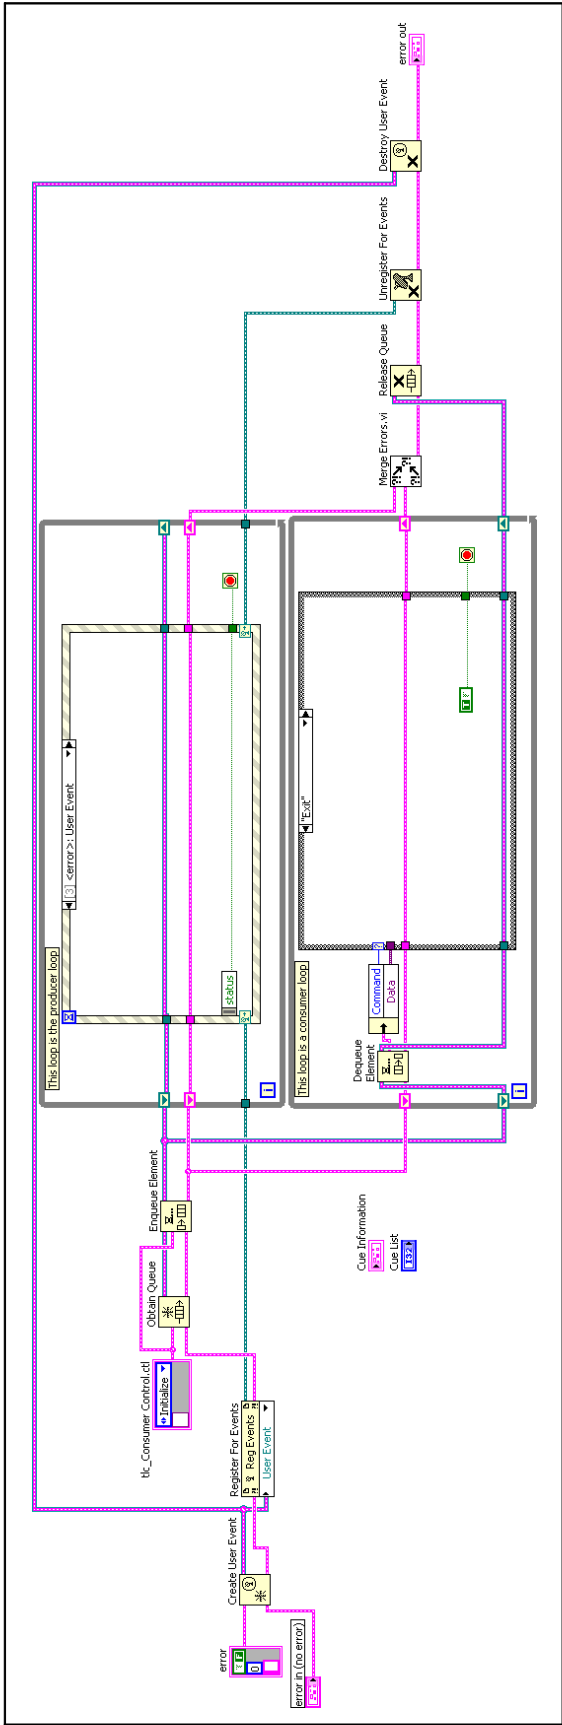 error
error in (no error)
Create User Event
Register For Events
Reg Events
User Event
tlc_Consumer Control.ctl
Initialize
Obtain Queue
Enqueue Element
Cue Information
Cue List
I32
This loop is the producer loop
[3] <error>: User Event
status
This loop is a consumer loop
Dequeue
Element
Command
Data
"Exit"
Merge Errors.vi
Release Queue
Unregister For Events
Destroy User Event
error out